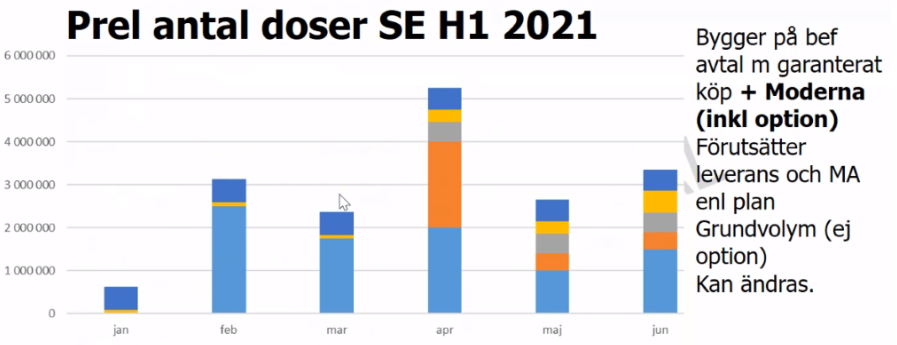 Prel antal doser SE H1 2021
6 000 000
5 000 000
4 000 000
3 000 000
2 000 000
1 000 000
0
jan
feb
mar
apr
maj
jun
Bygger på bef
avtal m garanterat
köp + Moderna
(inkl option)
Förutsätter
leverans och MA
enl plan
Grundvolym (ej
option)
Kan ändras.